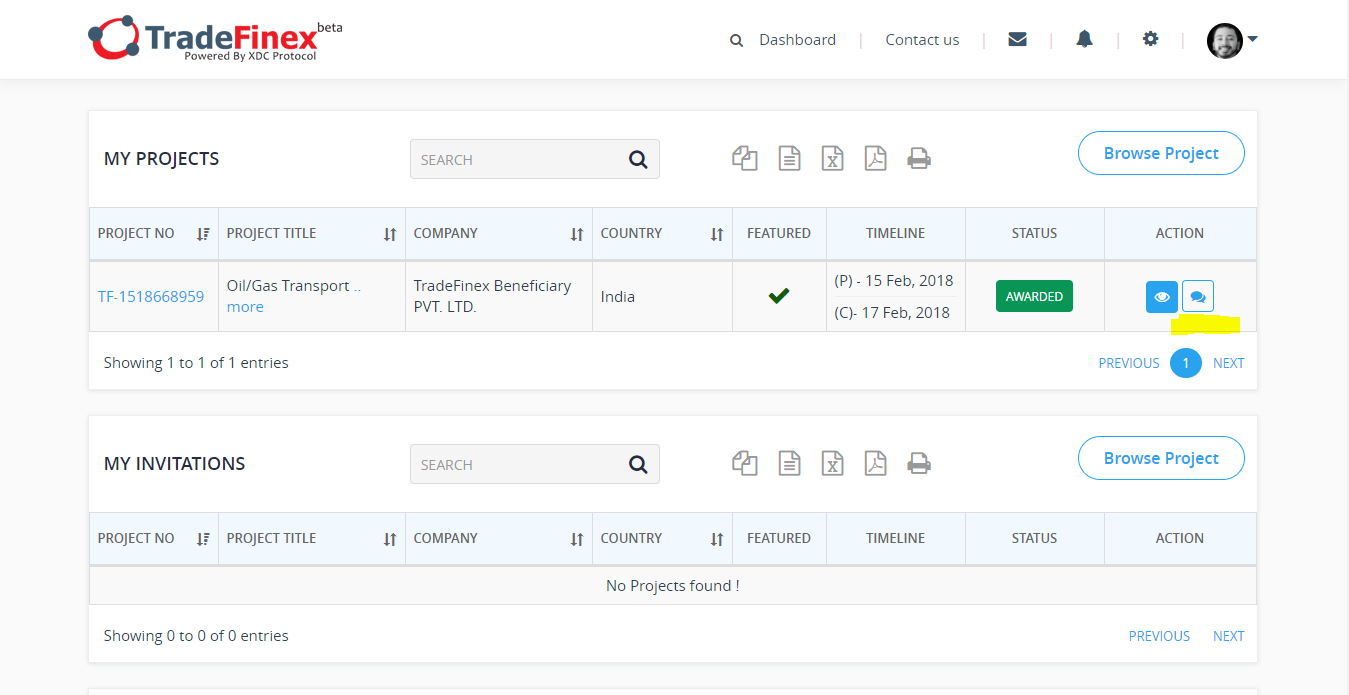 TradeFinex beta
Powered By XDC Protocol
Dashboard | Contact us | | | |
MY PROJECTS
SEARCH
Browse Project
PROJECT NO PROJECT TITLE COMPANY COUNTRY FEATURED TIMELINE STATUS ACTION
TF-1518668959
Oil/Gas Transport ..
more
TradeFinex Beneficiary
PVT. LTD.
India
(P) - 15 Feb, 2018
(C)- 17 Feb, 2018
AWARDED
Showing 1 to 1 of 1 entries
PREVIOUS 1 NEXT
MY INVITATIONS
SEARCH
Browse Project
PROJECT NO PROJECT TITLE COMPANY COUNTRY FEATURED TIMELINE STATUS ACTION
No Projects found !
Showing 0 to 0 of 0 entries
PREVIOUS NEXT